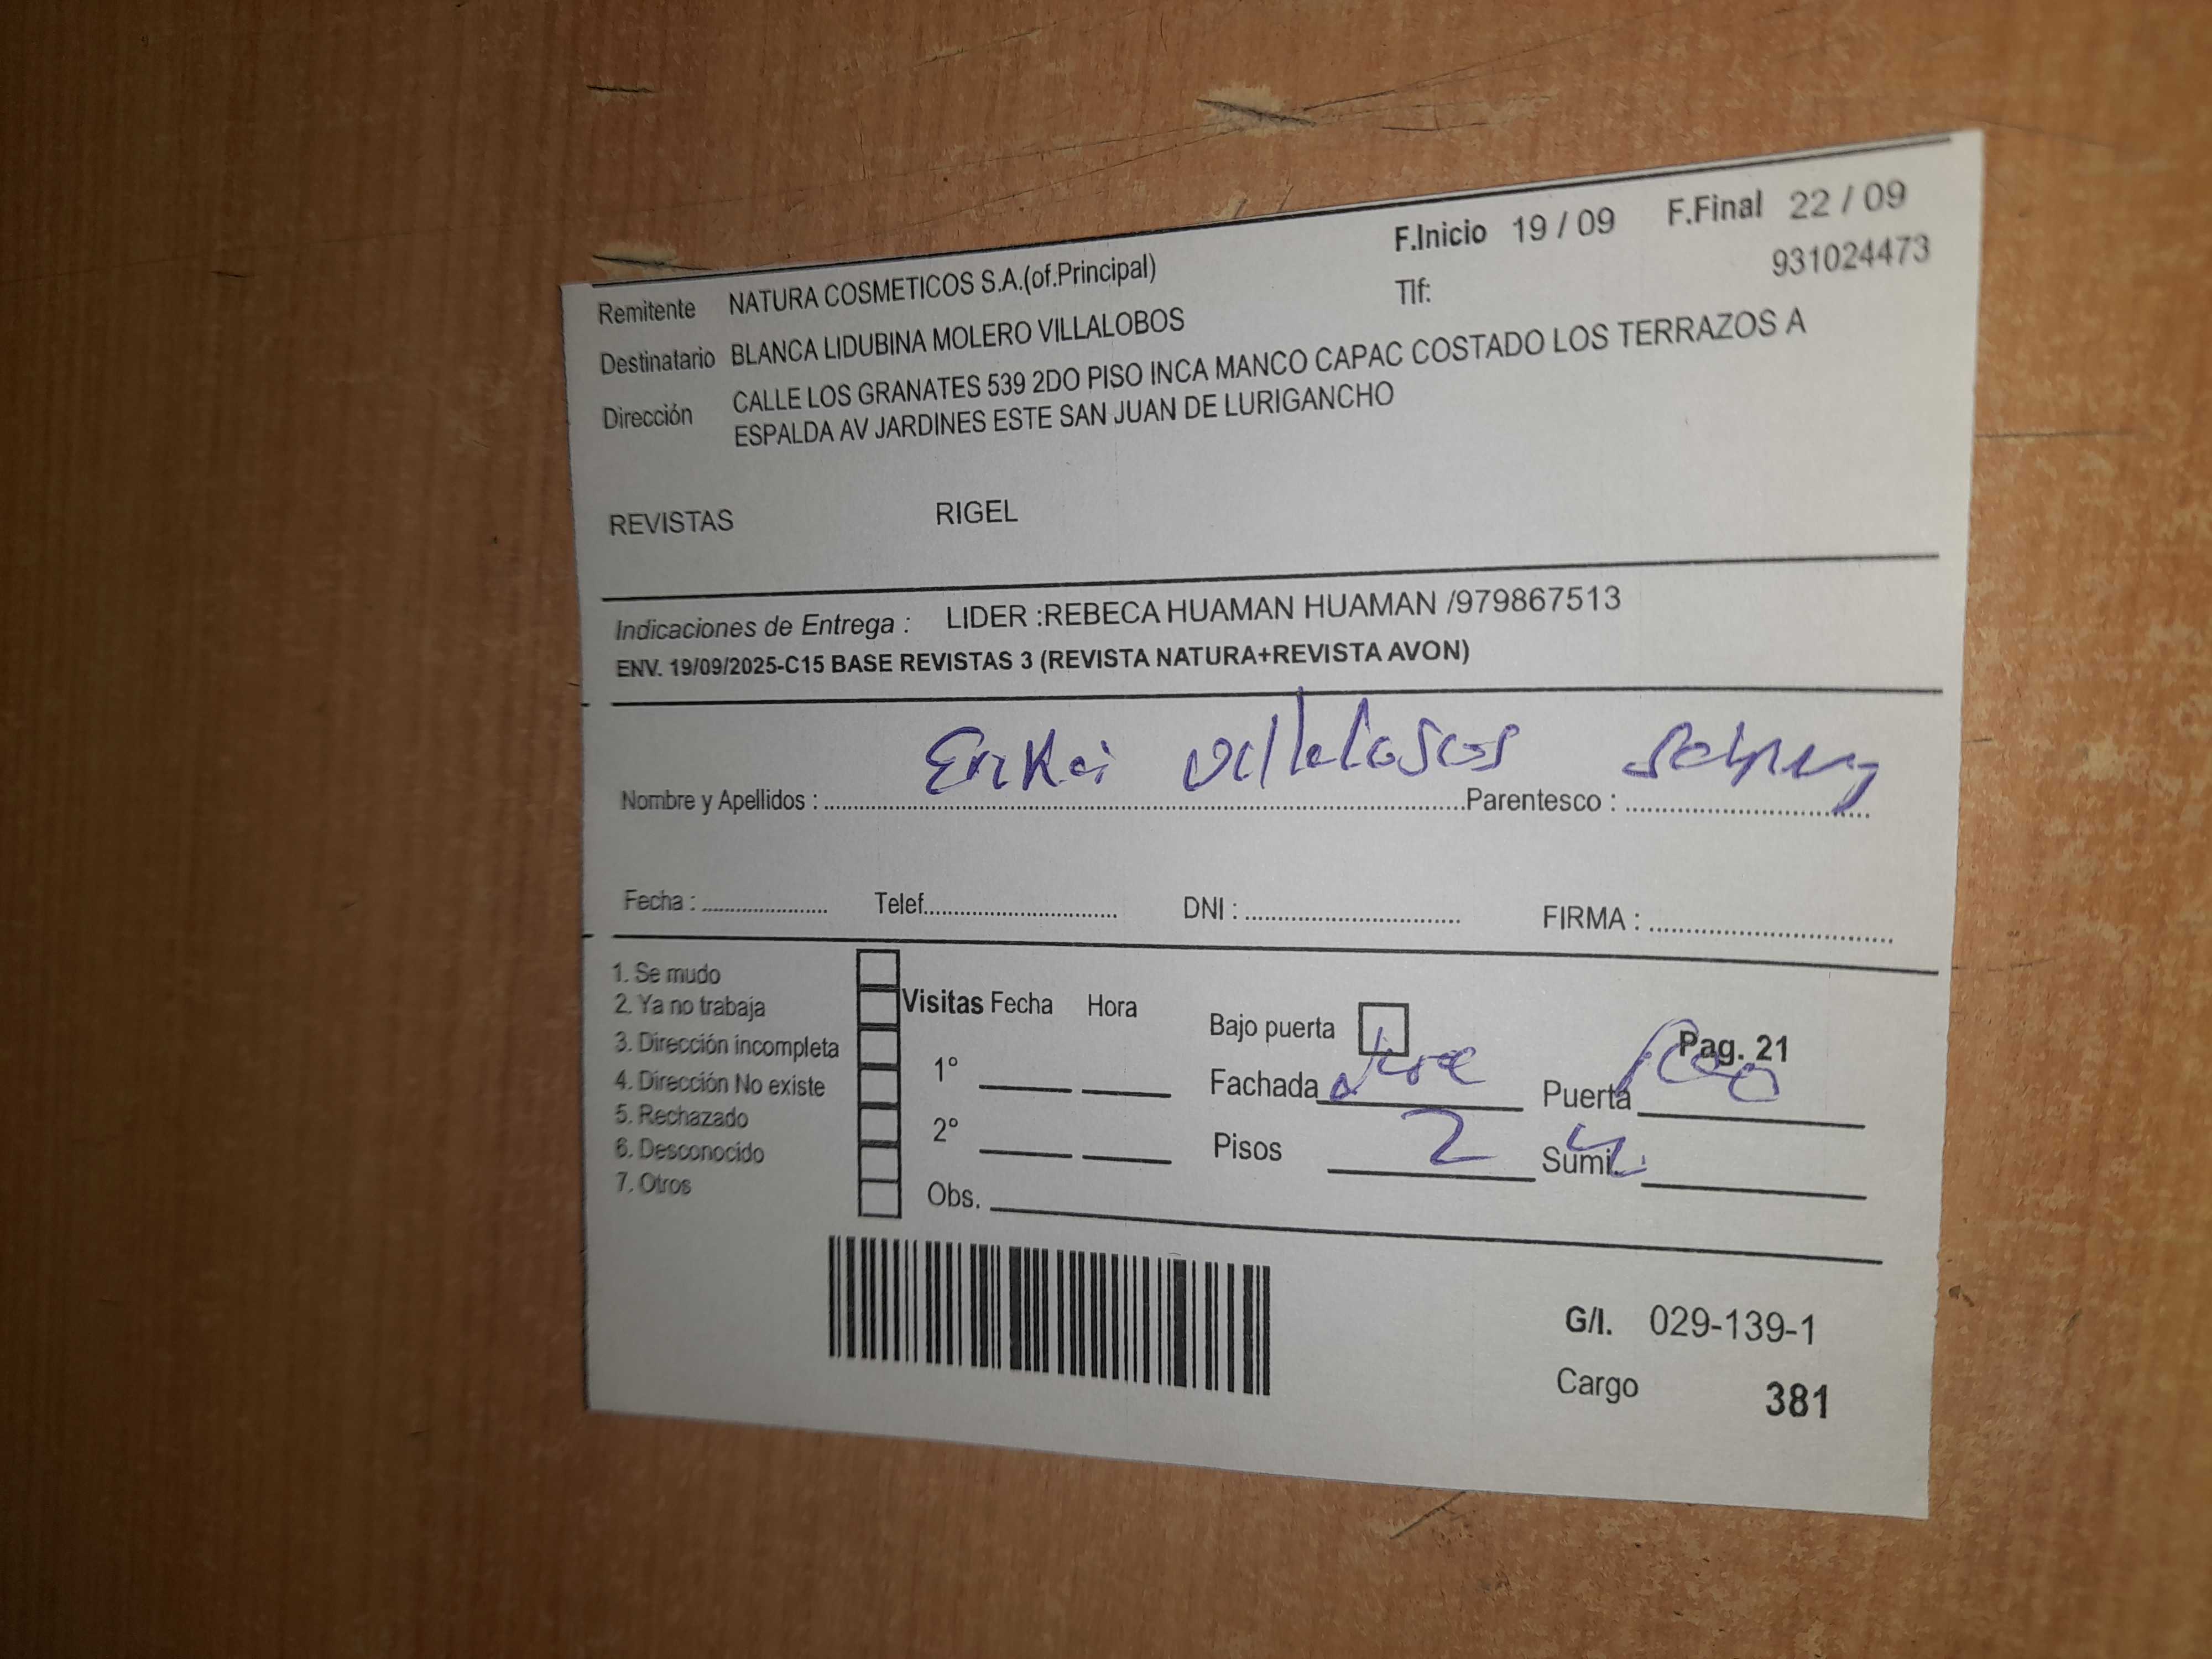 F.Inicio 19 / 09 F.Final 22 / 09
Remitente NATURA COSMETICOS S.A.(of.Principal) Tlf: 931024473
Destinatario BLANCA LIDUBINA MOLERO VILLALOBOS
Dirección CALLE LOS GRANATES 539 2DO PISO INCA MANCO CAPAC COSTADO LOS TERRAZOS A
ESPALDA AV JARDINES ESTE SAN JUAN DE LURIGANCHO
REVISTAS RIGEL
Indicaciones de Entrega : LIDER :REBECA HUAMAN HUAMAN /979867513
ENV. 19/09/2025-C15 BASE REVISTAS 3 (REVISTA NATURA+REVISTA AVON)
Nombre y Apellidos : Erika Villalobos Parentesco :
Fecha : Telef. DNI : FIRMA :
1. Se mudo
2. Ya no trabaja
3. Dirección incompleta
4. Dirección No existe
5. Rechazado
6. Desconocido
7. Otros
Visitas Fecha Hora
1º
2º
Obs.
Bajo puerta Pag. 21
Fachada Puerta
Pisos 2 Sumi.
G/I. 029-139-1
Cargo 381